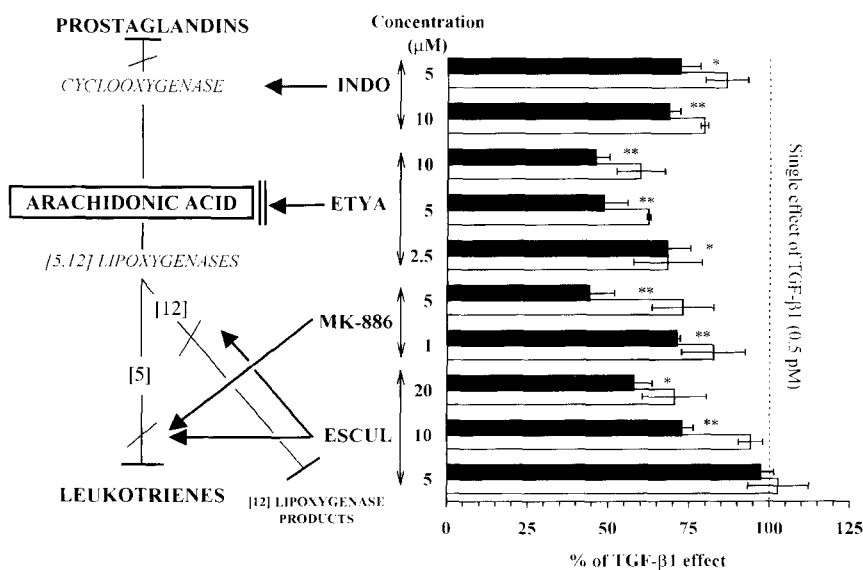 PROSTAGLANDINS
CYCLOOXYGENASE
ARACHIDONIC ACID
[5,12] LIPOXYGENASES
[12]
[5]
LEUKOTRIENES
[12] LIPOXYGENASE
PRODUCTS
INDO
ETYA
MK-886
ESCUL
Concentration
(µM)
5
10
10
5
2.5
5
1
20
10
5
*
**
**
**
*
**
**
*
**
Single effect of TGF-β1 (0.5 pM)
0 25 50 75 100 125
% of TGF-β1 effect